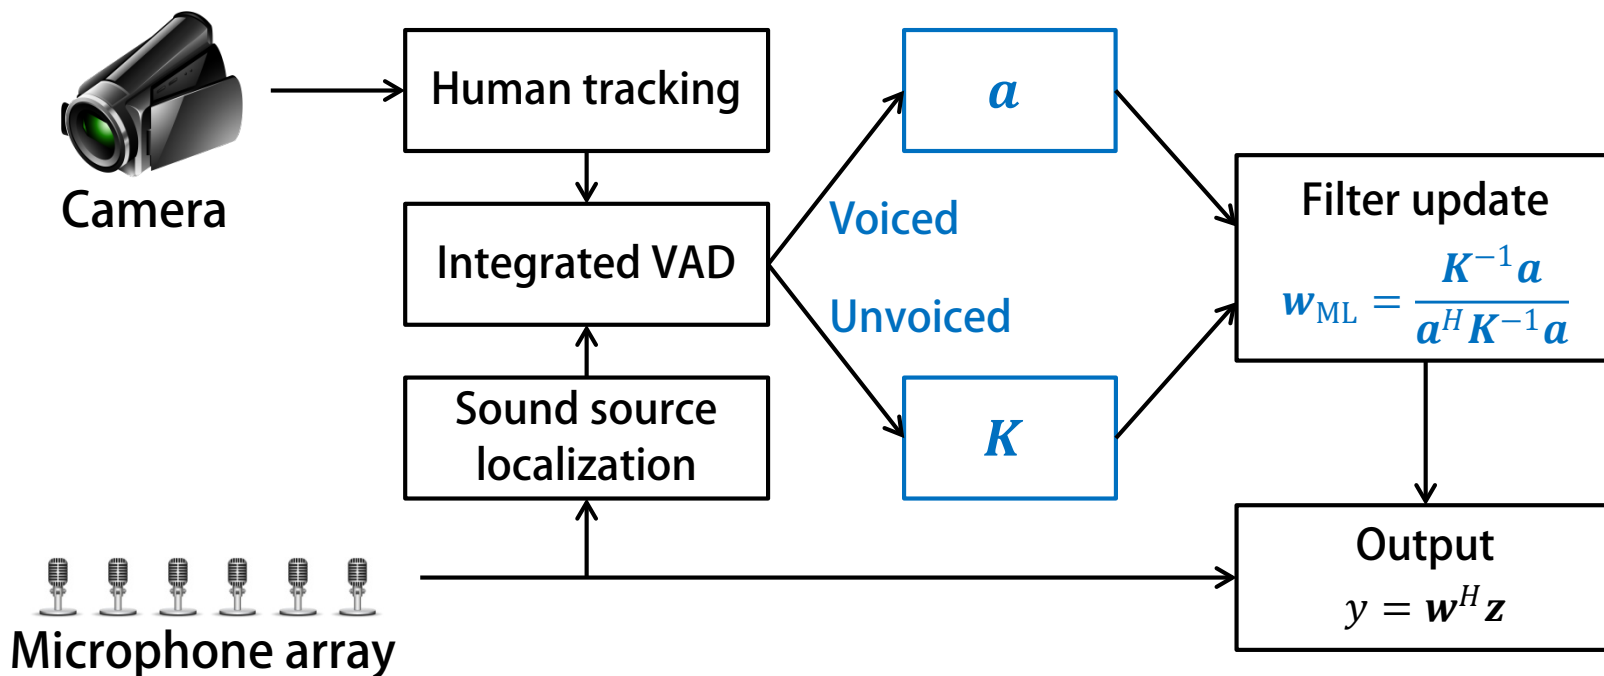 Camera
Human tracking
Integrated VAD
Sound source
localization
Microphone array
Voiced
Unvoiced
a
K
Filter update
w_ML = K^{-1}a / a^H K^{-1}a
Output
y = w^H z